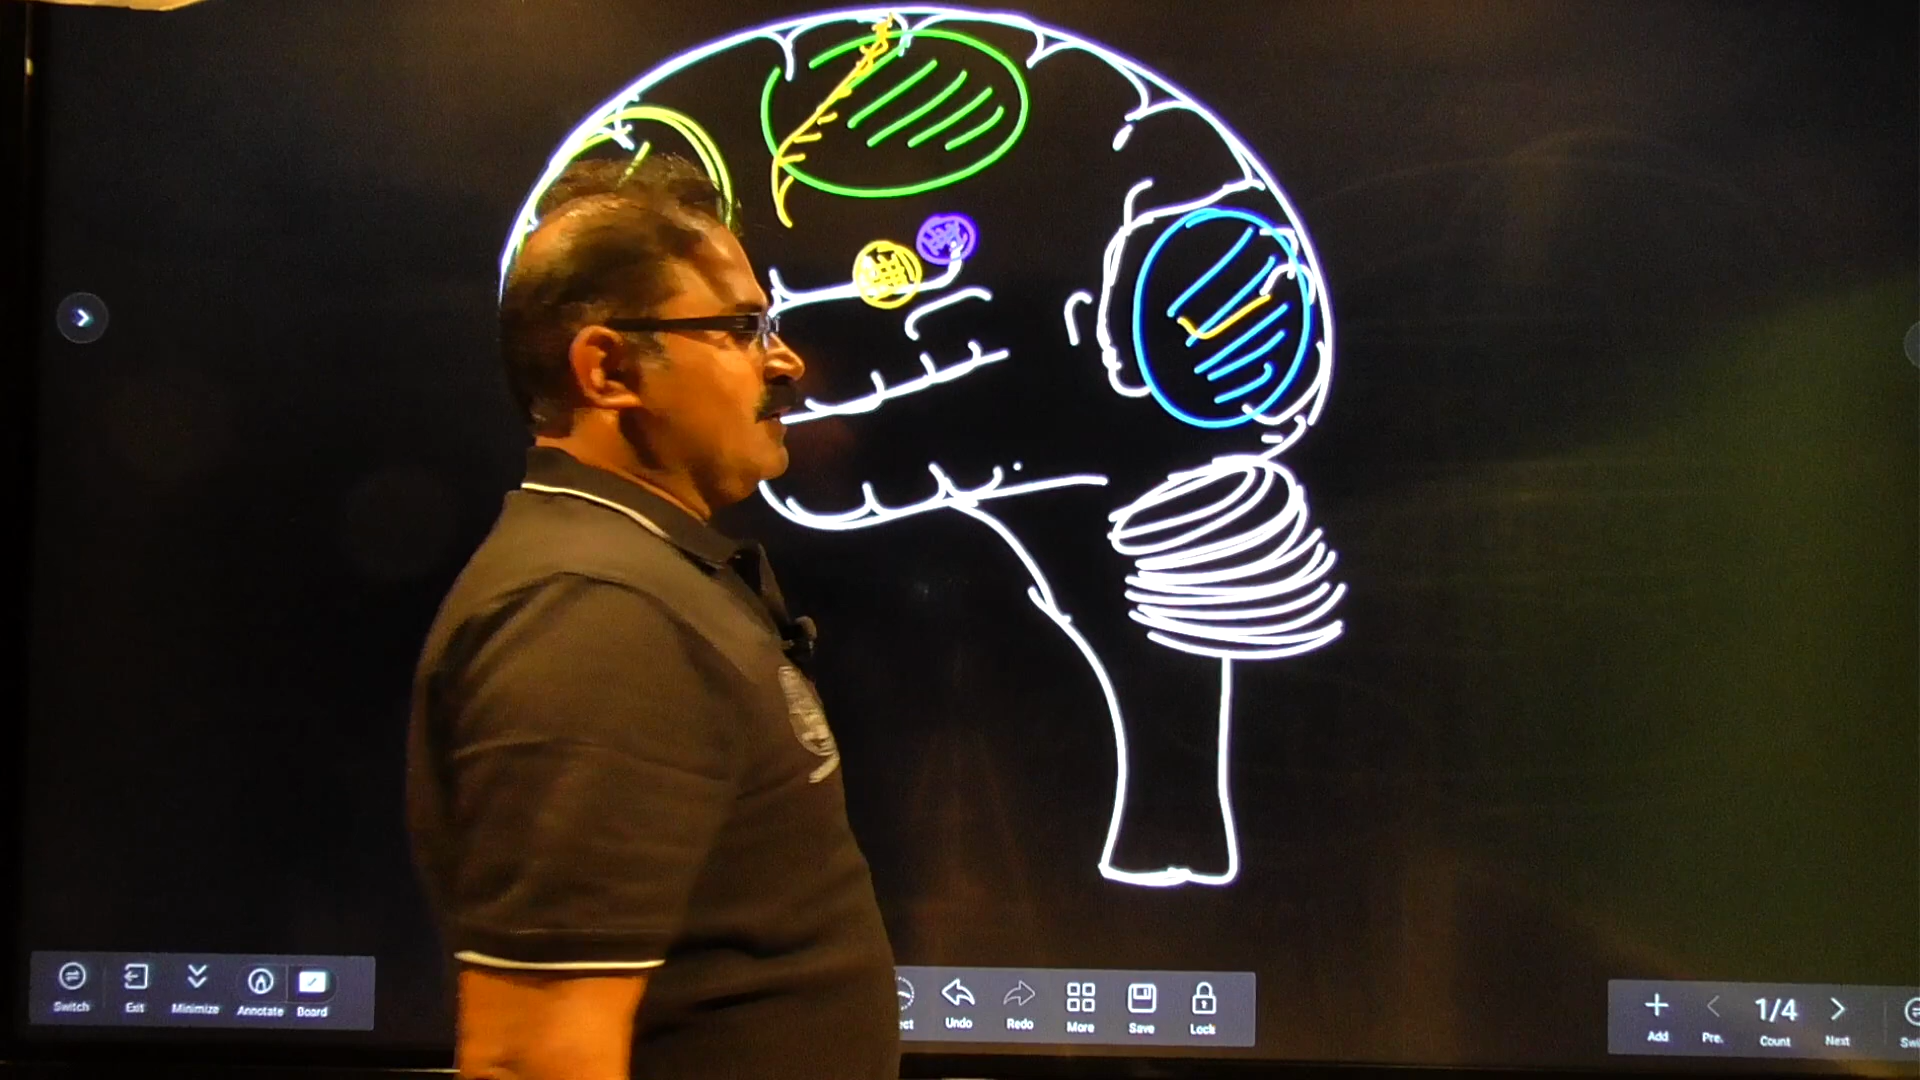 Switch Exit Minimize Annotate Board
Undo Redo More Save Lock
Add Pre. 1/4 Count Next